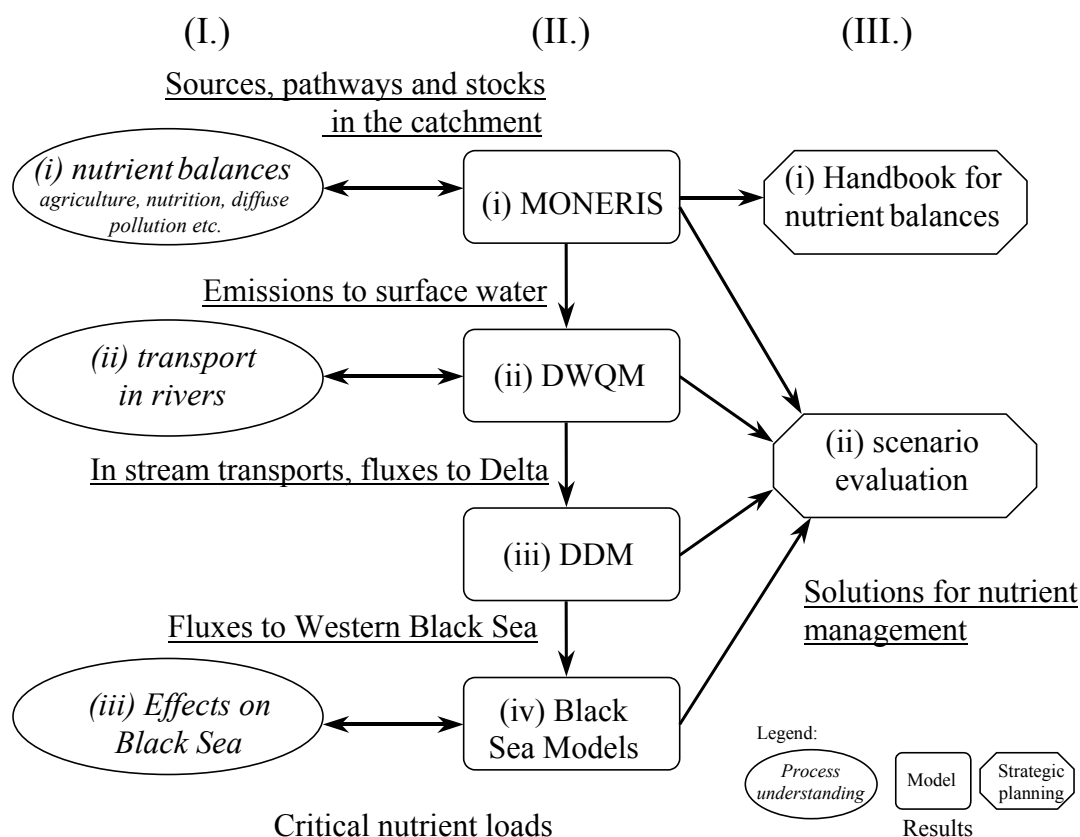 (I.)
(II.)
(III.)
Sources, pathways and stocks
in the catchment
(i) nutrient balances
agriculture, nutrition, diffuse
pollution etc.
(i) MONERIS
(i) Handbook for
nutrient balances
Emissions to surface water
(ii) transport
in rivers
(ii) DWQM
(ii) scenario
evaluation
In stream transports, fluxes to Delta
(iii) DDM
Solutions for nutrient
management
Fluxes to Western Black Sea
(iii) Effects on
Black Sea
(iv) Black
Sea Models
Legend:
Process
understanding
Model
Strategic
planning
Critical nutrient loads
Results